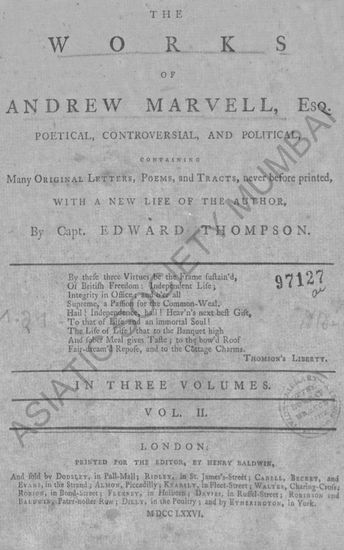 THE
WORKS
OF
ANDREW MARVELL, Esq.
POETICAL, CONTROVERSIAL, AND POLITICAL,
CONTAINING
Many ORIGINAL LETTERS, POEMS, and TRACTS, never before printed,
WITH A NEW LIFE OF THE AUTHOR,
By Capt. EDWARD THOMPSON.
By these three Virtues be the Frame sustain'd,
Of British Freedom: Independent Life;
Integrity in Office; and o'er all
Supreme, a Passion for the Common-Weal.
Hail! Independence, hail! Heav'n's next best Gift,
To that of Life and an immortal Soul!
The Life of Life! that to the Banquet high
And sober Meal gives Taste; to the bow'd Roof
Fair-dream'd Repose, and to the Cottage Charms.
THOMSON'S LIBERTY.
97127
IN THREE VOLUMES.
VOL. II.
LONDON:
PRINTED FOR THE EDITOR, BY HENRY BALDWIN,
And sold by DODSLEY, in Pall-Mall; RIDLEY, in St. James's-Street; CADELL, BECKET, and
EVANS, in the Strand; ALMON, Piccadilly; KEARSLY, in Fleet-Street; WALTER, Charing-Cross;
ROBSON, in Bond-Street; FLEXNEY, in Holborn; DAVIES, in Russel-Street; ROBINSON and
BALDWIN, Pater-noster Row; DILLY, in the Poultry; and by ETHERINGTON, in York.
MDCCLXXVI.
ASIATIC SOCIETY MUMBAI